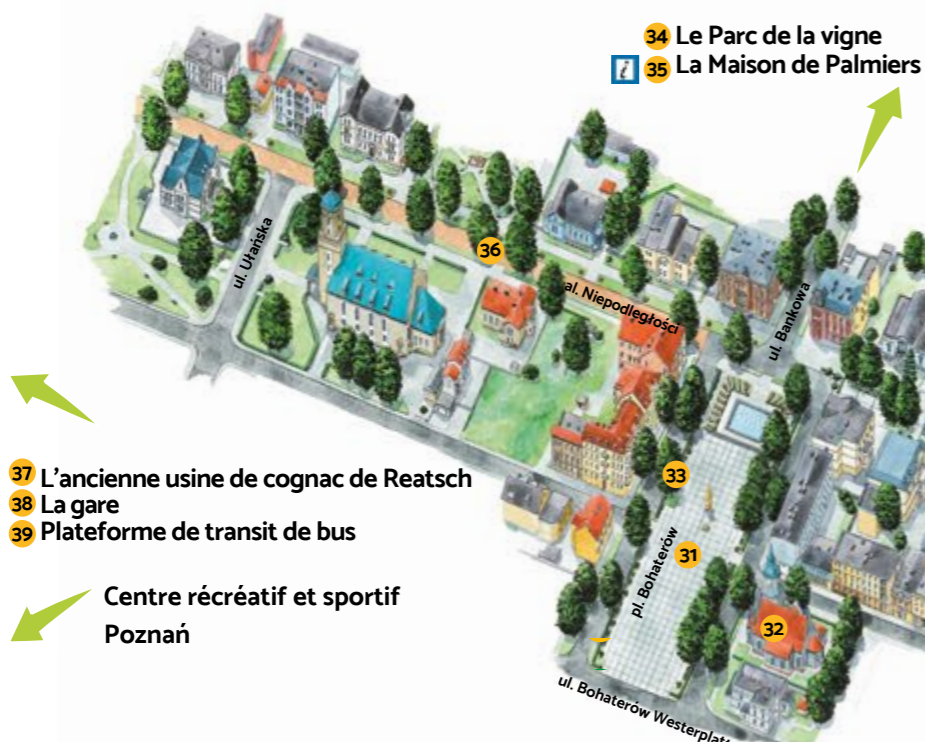 34 Le Parc de la vigne
i 35 La Maison de Palmiers
ul. Ułańska
36
al. Niepodległości
ul. Bankowa
37 L'ancienne usine de cognac de Reatsch
38 La gare
39 Plateforme de transit de bus
33
31
pl. Bohaterów
Centre récréatif et sportif
Poznań
32
ul. Bohaterów